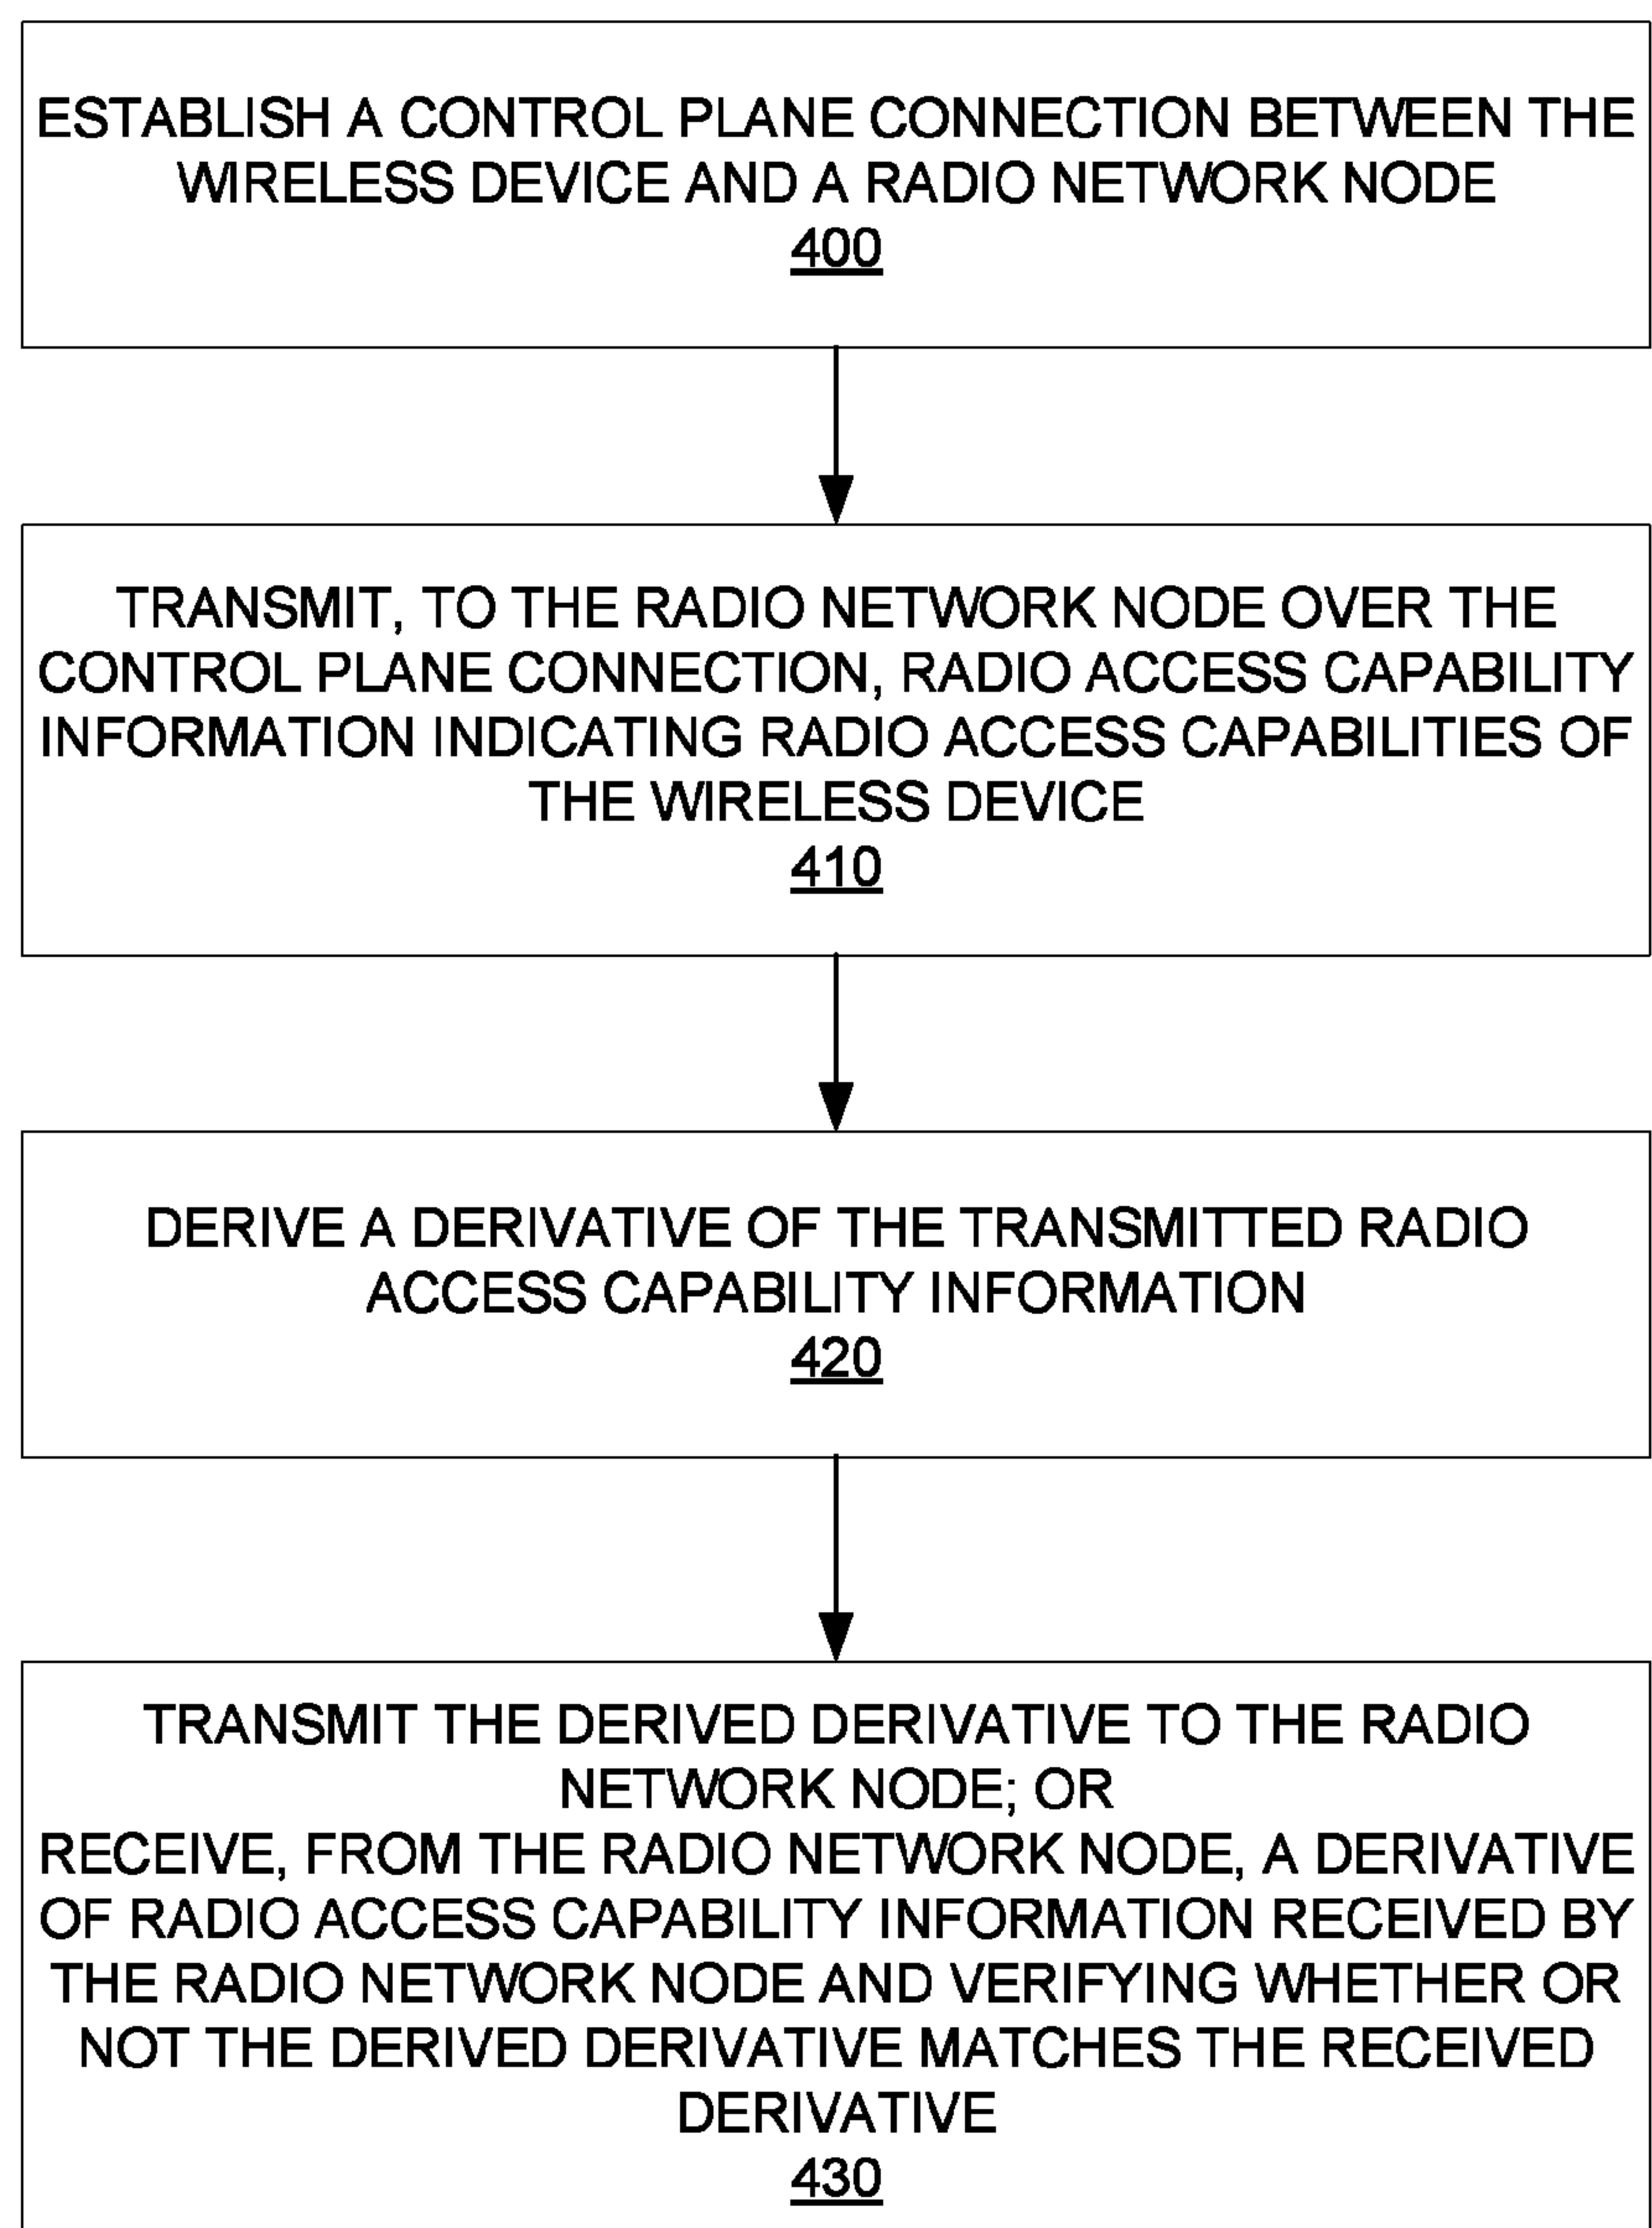 ESTABLISH A CONTROL PLANE CONNECTION BETWEEN THE
WIRELESS DEVICE AND A RADIO NETWORK NODE
400
TRANSMIT, TO THE RADIO NETWORK NODE OVER THE
CONTROL PLANE CONNECTION, RADIO ACCESS CAPABILITY
INFORMATION INDICATING RADIO ACCESS CAPABILITIES OF
THE WIRELESS DEVICE
410
DERIVE A DERIVATIVE OF THE TRANSMITTED RADIO
ACCESS CAPABILITY INFORMATION
420
TRANSMIT THE DERIVED DERIVATIVE TO THE RADIO
NETWORK NODE; OR
RECEIVE, FROM THE RADIO NETWORK NODE, A DERIVATIVE
OF RADIO ACCESS CAPABILITY INFORMATION RECEIVED BY
THE RADIO NETWORK NODE AND VERIFYING WHETHER OR
NOT THE DERIVED DERIVATIVE MATCHES THE RECEIVED
DERIVATIVE
430